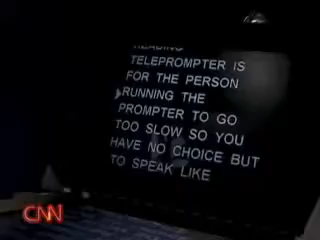 READING
TELEPROMPTER IS
FOR THE PERSON
RUNNING THE
PROMPTER TO GO
TOO SLOW SO YOU
HAVE NO CHOICE BUT
TO SPEAK LIKE
CNN